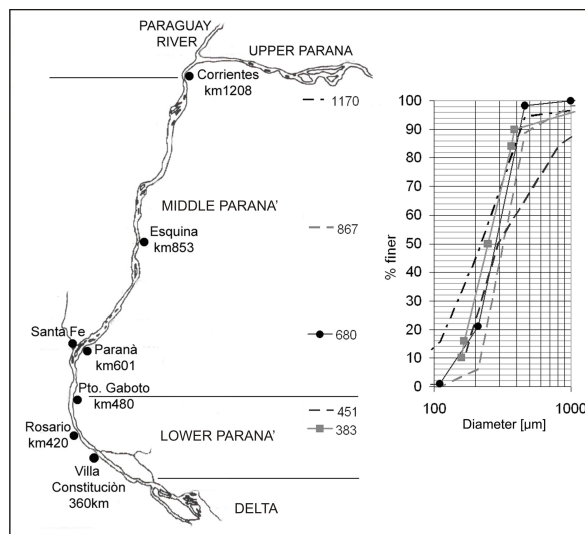 PARAGUAY
RIVER
UPPER PARANA
Corrientes
km1208
1170
MIDDLE PARANA'
867
Esquina
km853
680
Santa Fe
Paranà
km601
Pto. Gaboto
km480
451
383
Rosario
km420
LOWER PARANA'
Villa
Constituciòn
360km
DELTA
% finer
100
90
80
70
60
50
40
30
20
10
0
100
1000
Diameter [µm]